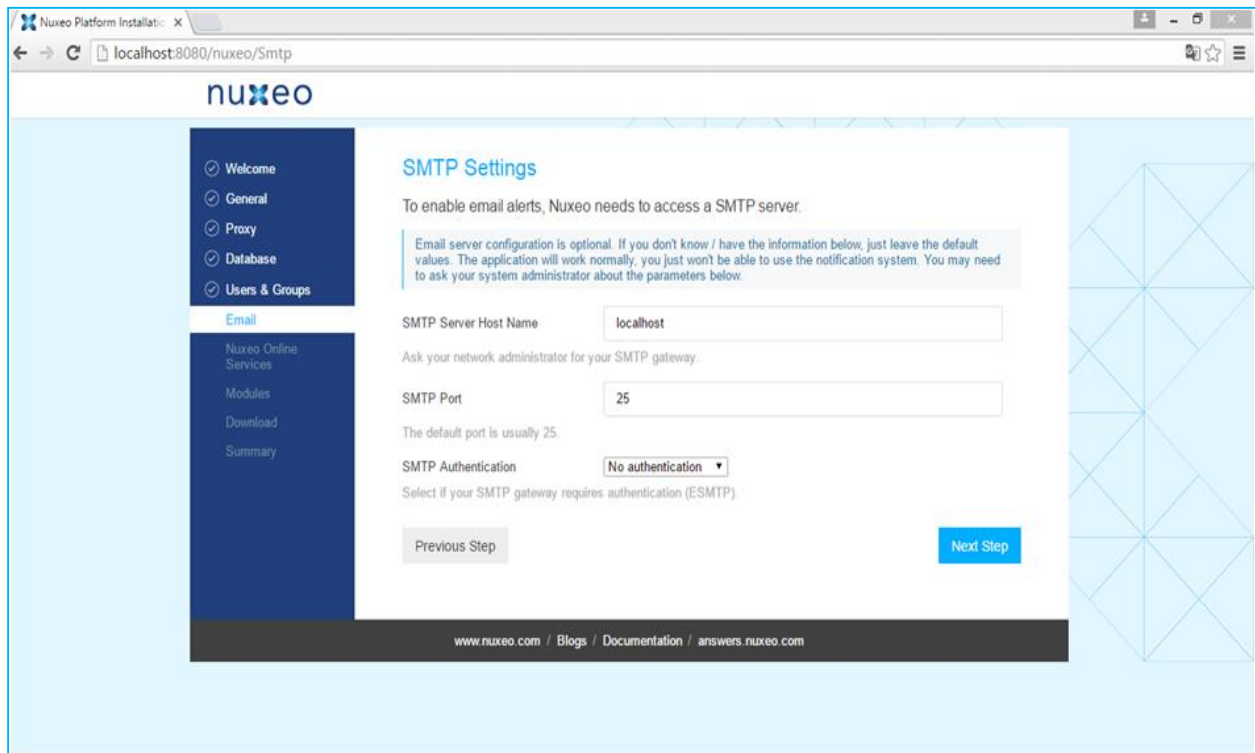 Nuxeo Platform Installatio
localhost:8080/nuxeo/Smtp
nuxeo
Welcome
General
Proxy
Database
Users & Groups
Email
Nuxeo Online
Services
Modules
Download
Summary
SMTP Settings
To enable email alerts, Nuxeo needs to access a SMTP server.
Email server configuration is optional. If you don't know / have the information below, just leave the default
values. The application will work normally, you just won't be able to use the notification system. You may need
to ask your system administrator about the parameters below.
SMTP Server Host Name localhost
Ask your network administrator for your SMTP gateway.
SMTP Port 25
The default port is usually 25.
SMTP Authentication No authentication
Select if your SMTP gateway requires authentication (ESMTP).
Previous Step Next Step
www.nuxeo.com / Blogs / Documentation / answers.nuxeo.com